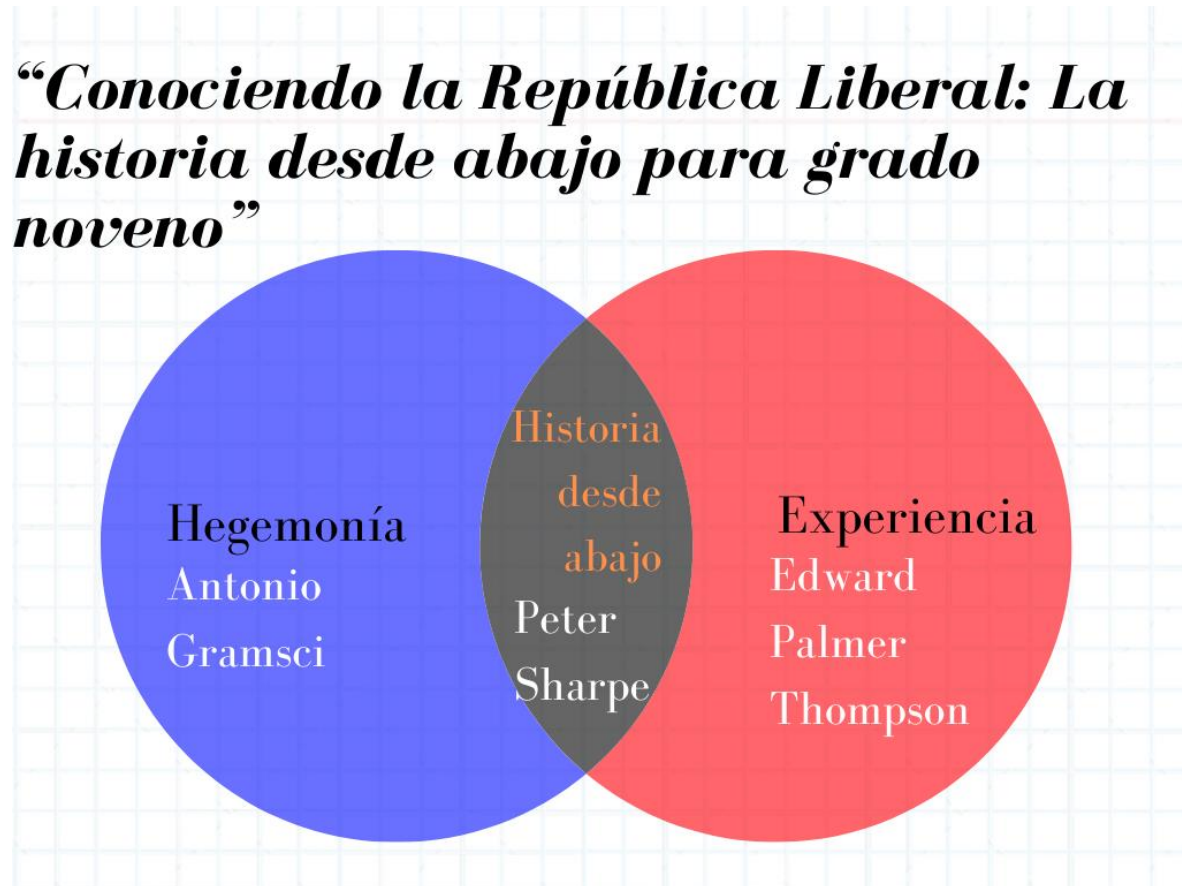 “Conociendo la República Liberal: La
historia desde abajo para grado
noveno”
Hegemonía
Antonio
Gramsci
Historia
desde
abajo
Peter
Sharpe
Experiencia
Edward
Palmer
Thompson